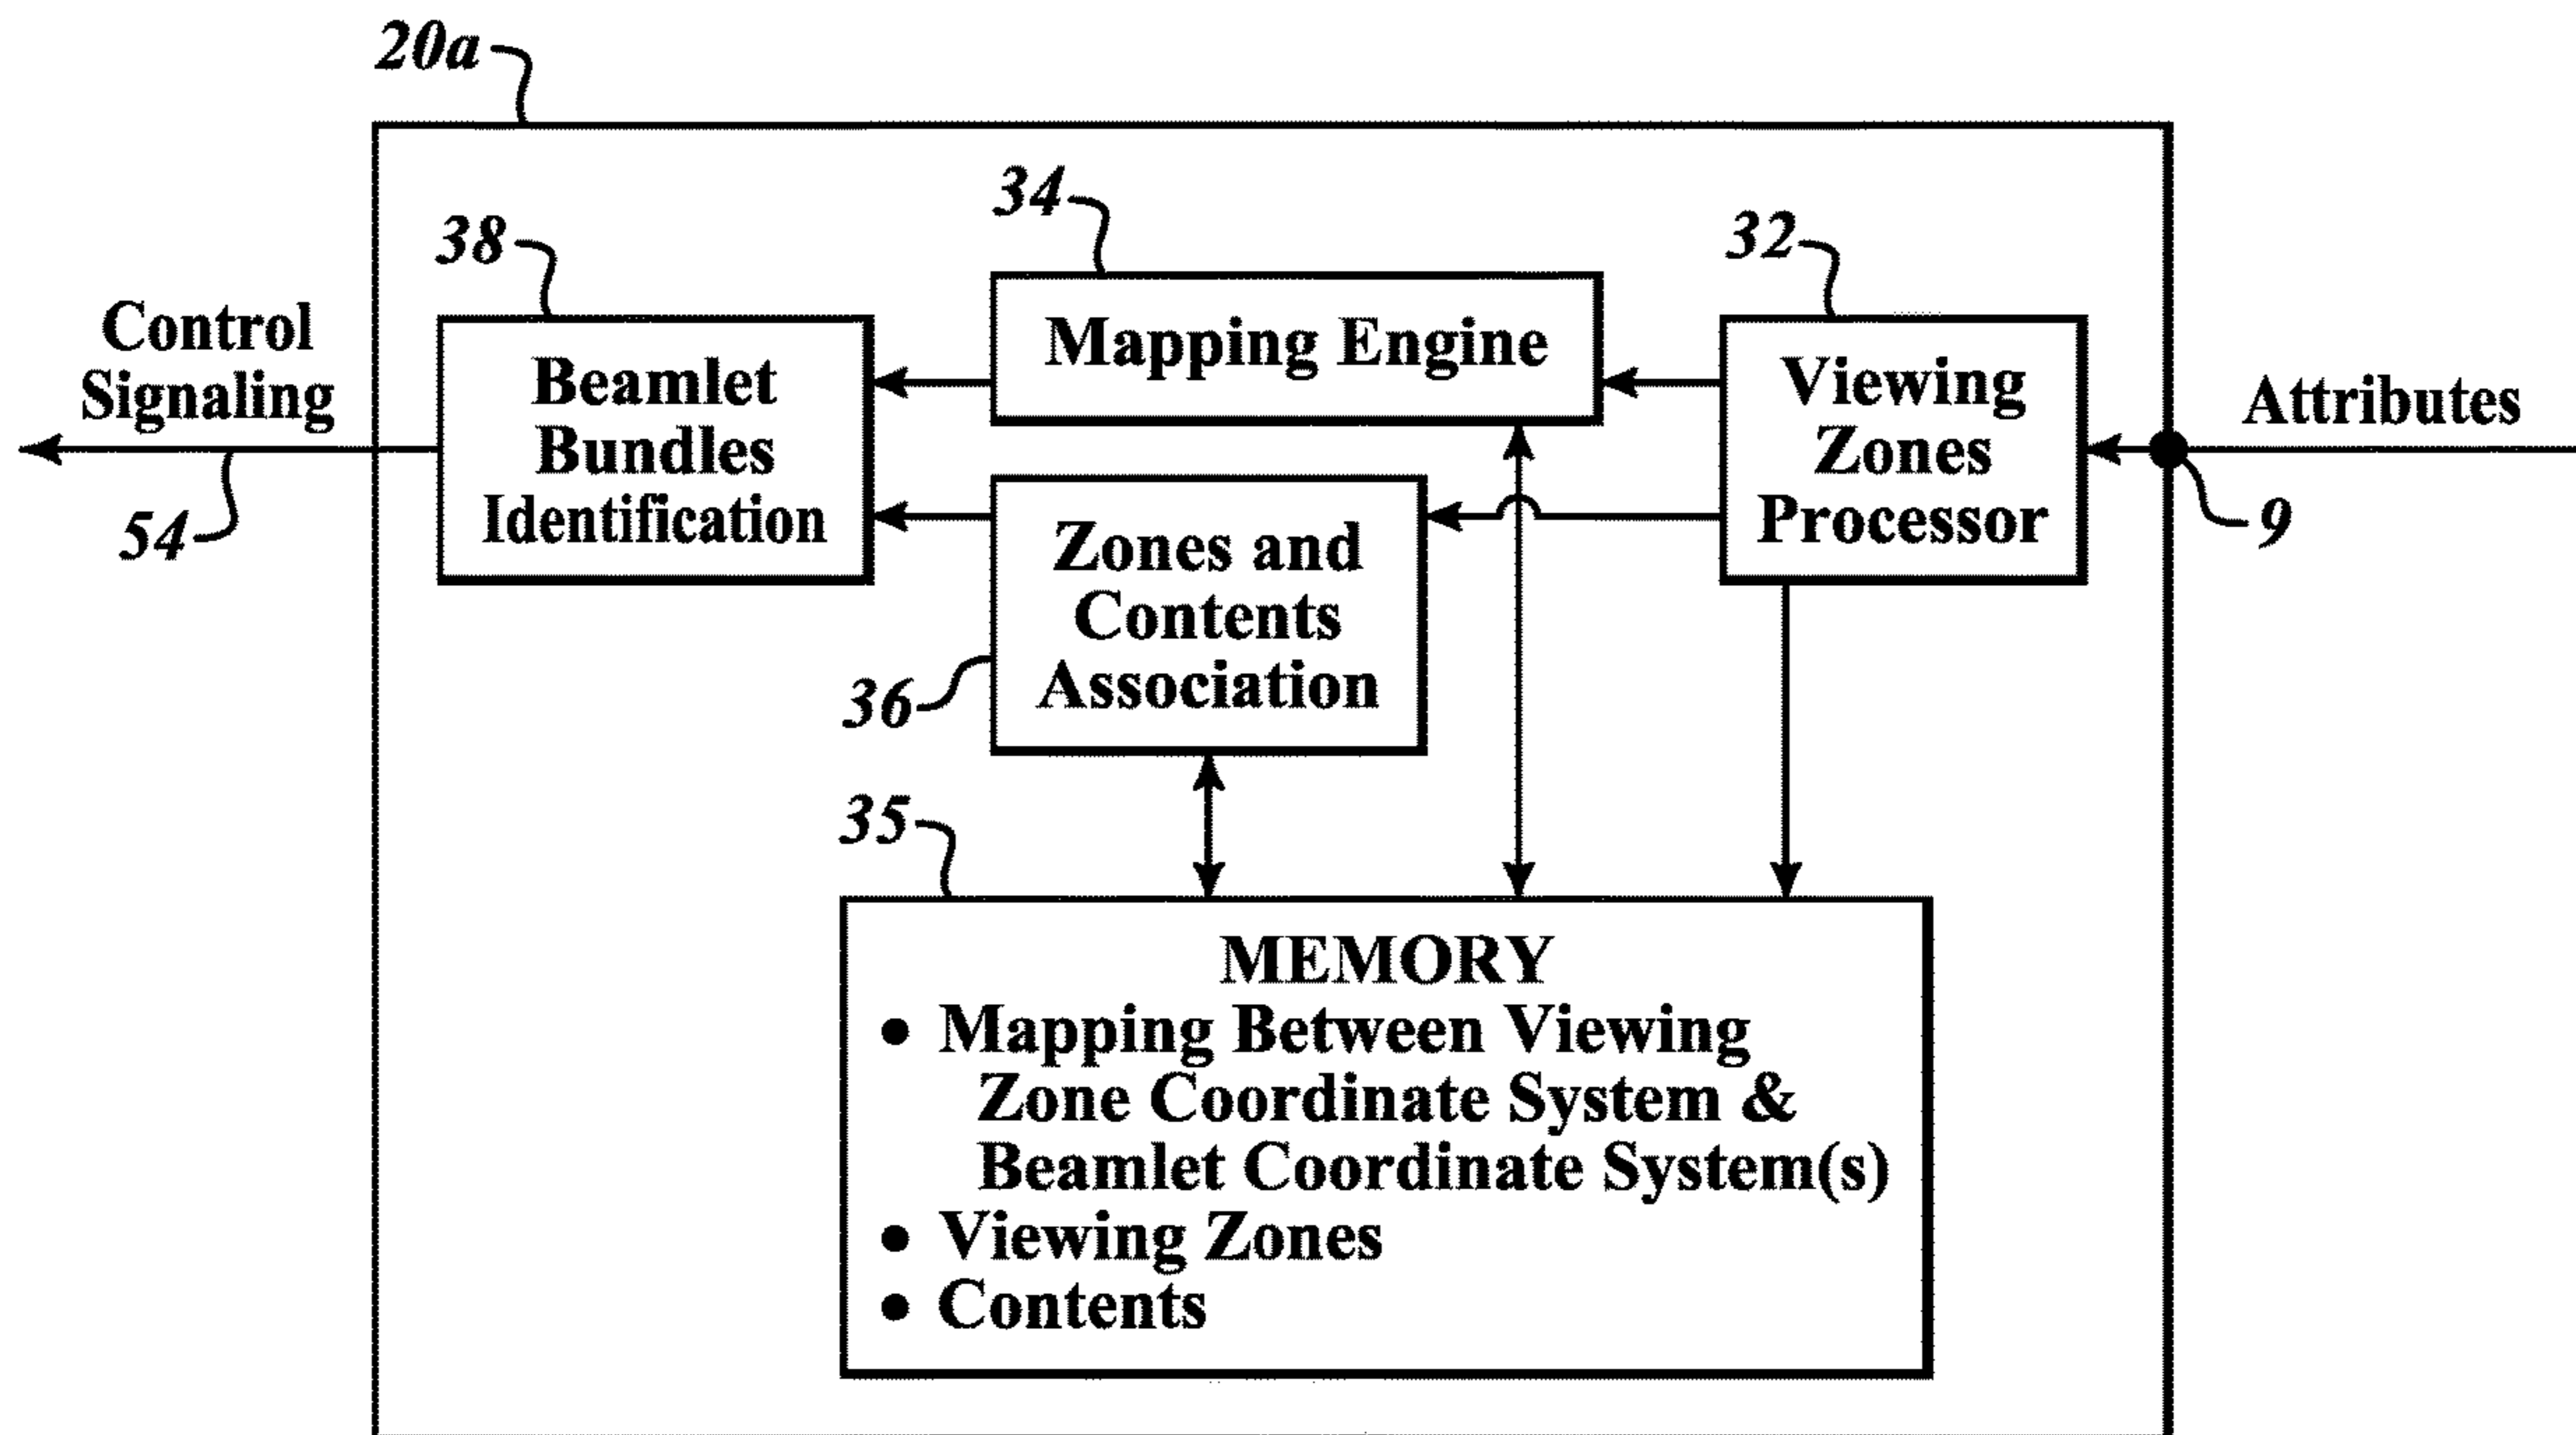 20a
34
38
32
Control
Signaling
Beamlet
Bundles
Identification
Mapping Engine
Viewing
Zones
Processor
Attributes
54
9
Zones and
Contents
Association
36
35
MEMORY
• Mapping Between Viewing
Zone Coordinate System &
Beamlet Coordinate System(s)
• Viewing Zones
• Contents